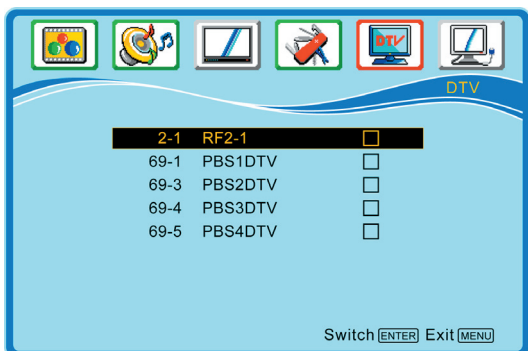 DTV
DTV
2-1 RF2-1
69-1 PBS1DTV
69-3 PBS2DTV
69-4 PBS3DTV
69-5 PBS4DTV
Switch ENTER Exit MENU